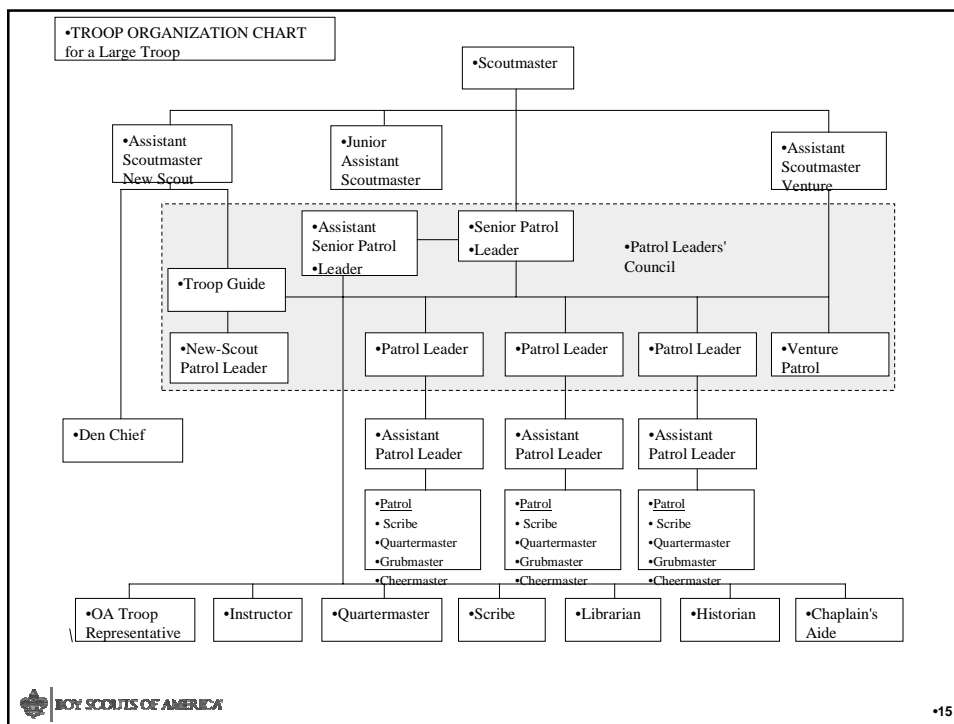 •TROOP ORGANIZATION CHART
for a Large Troop
•Scoutmaster
•Assistant
Scoutmaster
New Scout
•Junior
Assistant
Scoutmaster
•Assistant
Scoutmaster
Venture
•Assistant
Senior Patrol
•Leader
•Senior Patrol
•Leader
•Patrol Leaders'
Council
•Troop Guide
•New-Scout
Patrol Leader
•Patrol Leader
•Patrol Leader
•Patrol Leader
•Venture
Patrol
•Den Chief
•Assistant
Patrol Leader
•Assistant
Patrol Leader
•Assistant
Patrol Leader
•Patrol
• Scribe
•Quartermaster
•Grubmaster
•Cheermaster
•Patrol
• Scribe
•Quartermaster
•Grubmaster
•Cheermaster
•Patrol
• Scribe
•Quartermaster
•Grubmaster
•Cheermaster
•OA Troop
\ Representative
•Instructor
•Quartermaster
•Scribe
•Librarian
•Historian
•Chaplain's
Aide
BOY SCOUTS OF AMERICA
•15